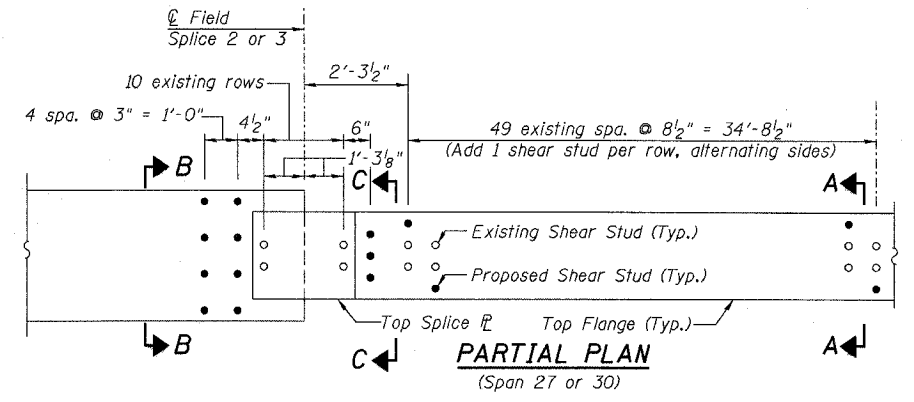 ℄ Field
Splice 2 or 3
10 existing rows
2'-3½"
4 spa. @ 3" = 1'-0"
4½"
6"
49 existing spa. @ 8½" = 34'-8½"
(Add 1 shear stud per row, alternating sides)
1'-3⅛"
B
C
A
Existing Shear Stud (Typ.)
Proposed Shear Stud (Typ.)
Top Splice ℙL
Top Flange (Typ.)
B
C
A
PARTIAL PLAN
(Span 27 or 30)